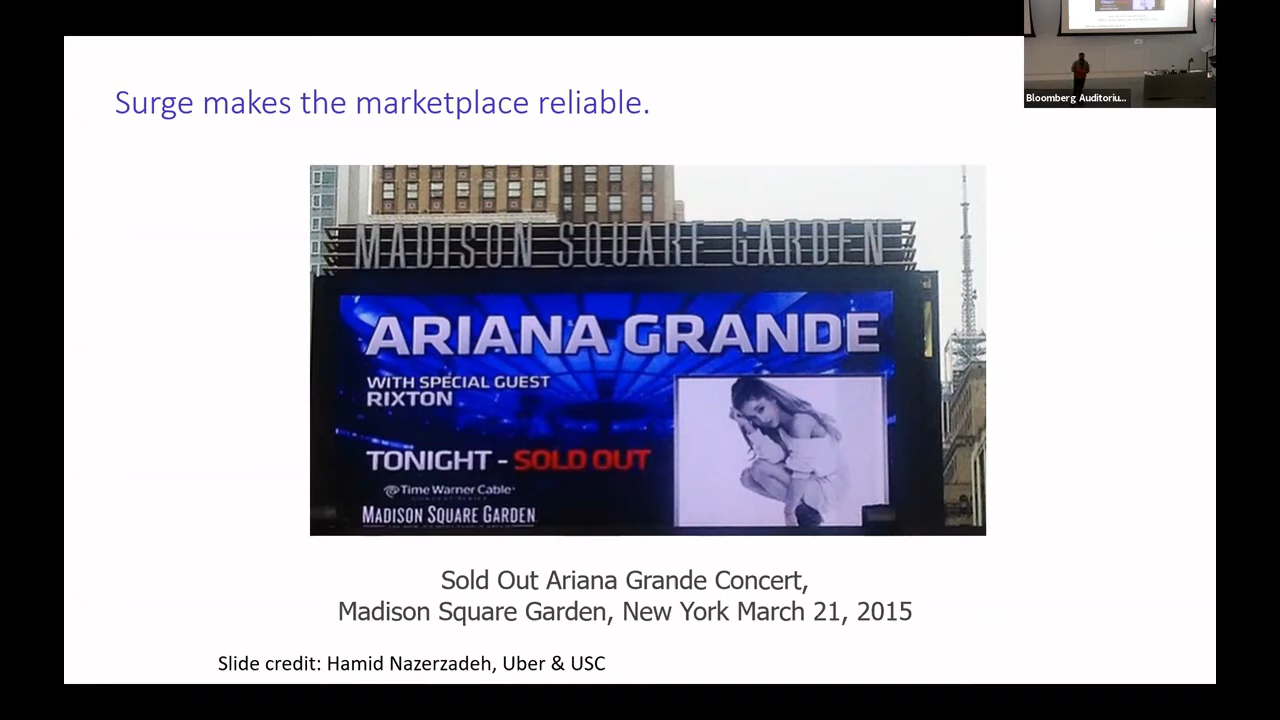 Surge makes the marketplace reliable.
MADISON SQUARE GARDEN
ARIANA GRANDE
WITH SPECIAL GUEST
RIXTON
TONIGHT - SOLD OUT
Time Warner Cable
CONCERT SERIES
MADISON SQUARE GARDEN
Sold Out Ariana Grande Concert,
Madison Square Garden, New York March 21, 2015
Slide credit: Hamid Nazerzadeh, Uber & USC
Bloomberg Auditoriu...